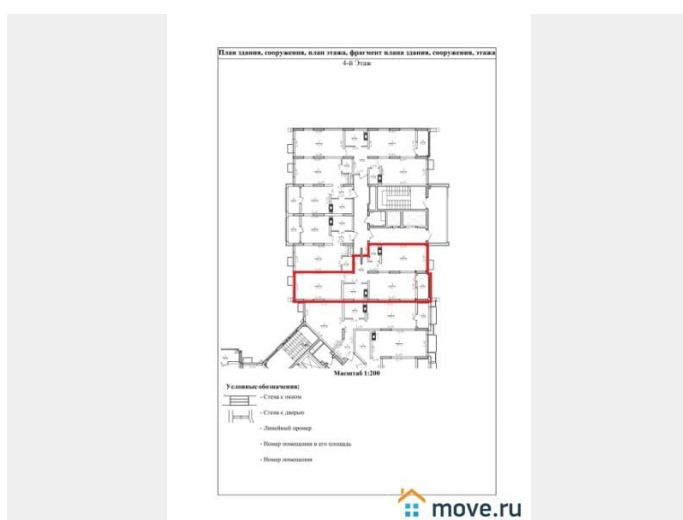 План здания, сооружения, план этажа, фрагмент плана здания, сооружения, этажа
4-й Этаж
Масштаб 1:200
Условные обозначения:
- Стена с окном
- Стена с дверью
- Линейный промер
- Номер помещения и его площадь
- Номер помещения
move.ru